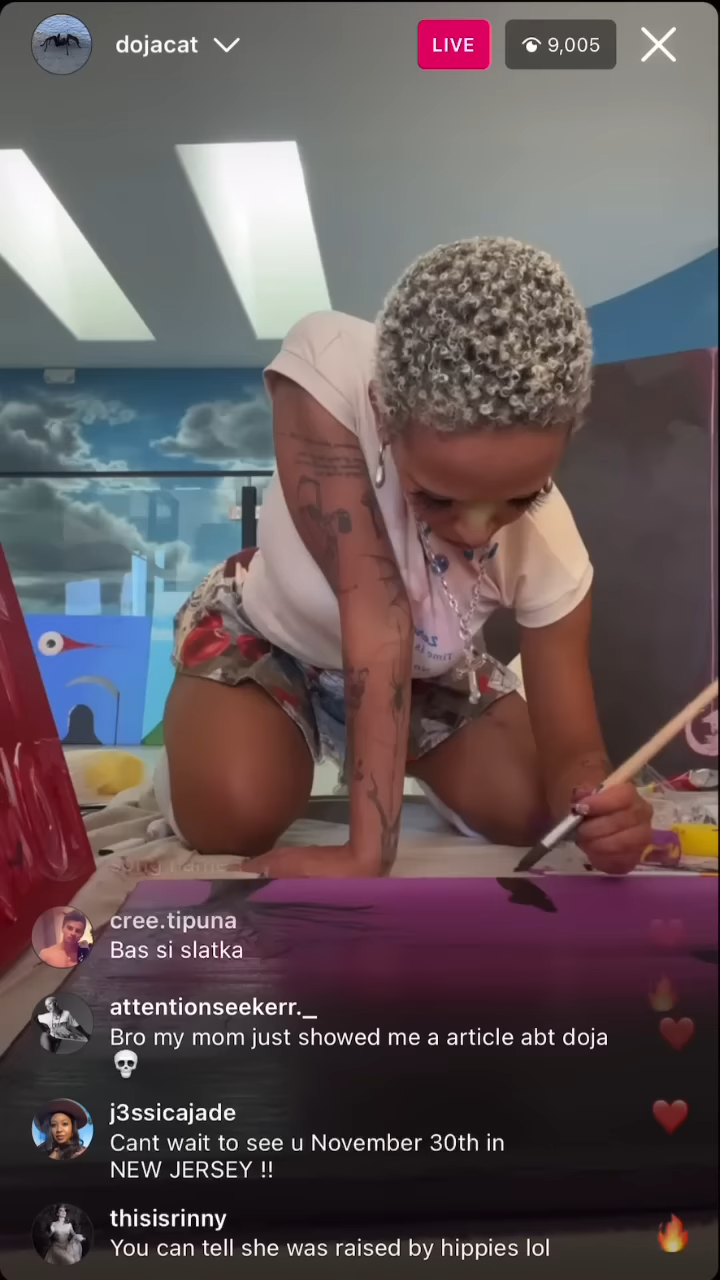 dojacat
LIVE
9,005
cree.tipuna
Bas si slatka
attentionseekerr._
Bro my mom just showed me a article abt doja
💀
j3ssicajade
Cant wait to see u November 30th in
NEW JERSEY !!
thisisrinny
You can tell she was raised by hippies lol